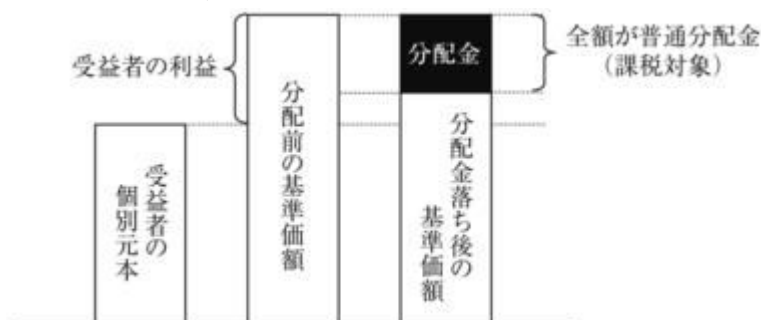 受益者の利益
分配金
全額が普通分配金
(課税対象)
受益者の
個別元本
分配前の基準価額
分配金落ち後の
基準価額